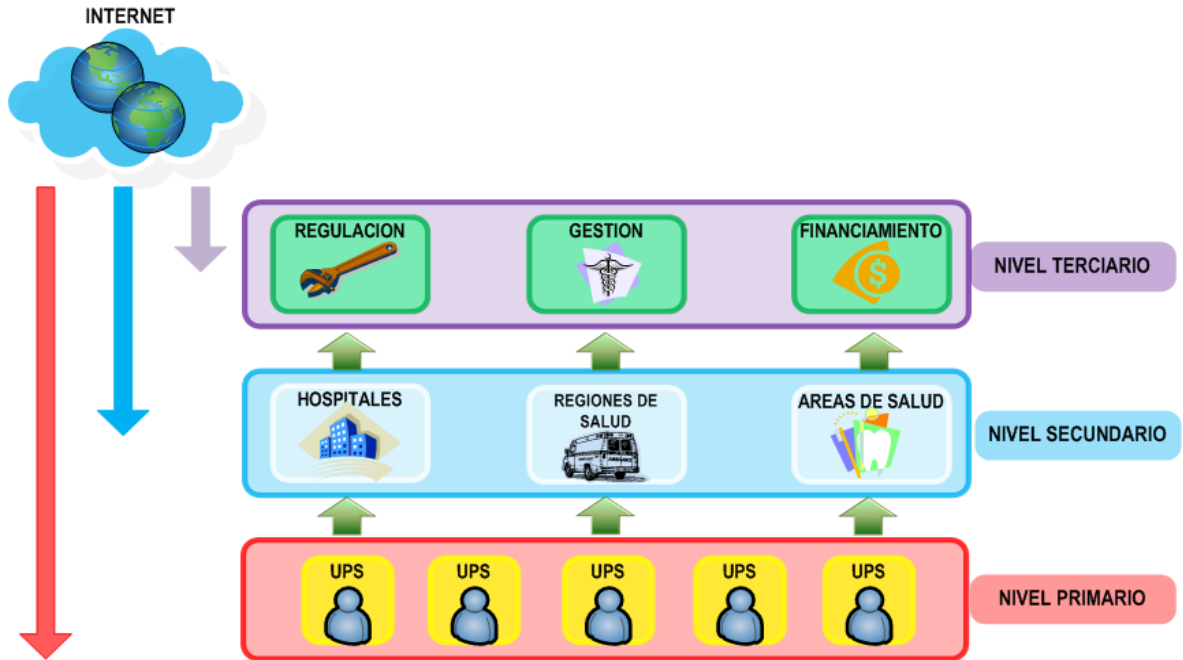 INTERNET
REGULACION
GESTION
FINANCIAMIENTO
NIVEL TERCIARIO
HOSPITALES
REGIONES DE
SALUD
AREAS DE SALUD
NIVEL SECUNDARIO
UPS
UPS
UPS
UPS
UPS
NIVEL PRIMARIO